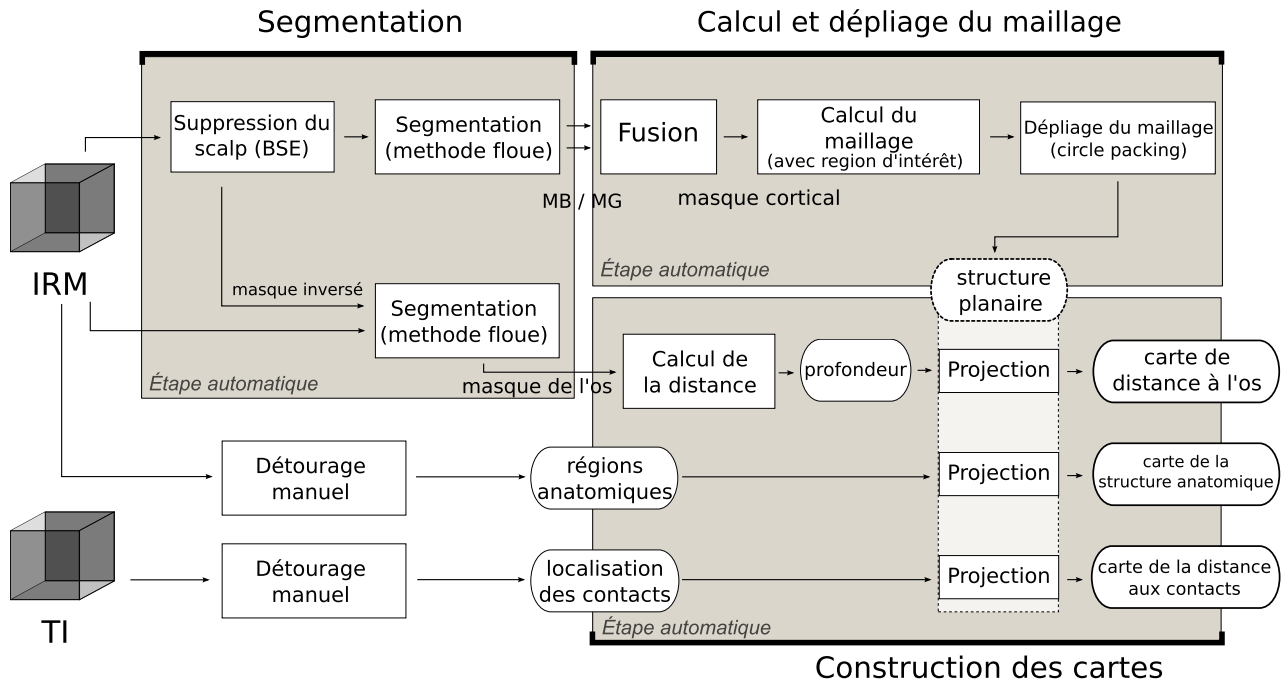 Segmentation
Calcul et dépliage du maillage
Suppression du
scalp (BSE)
Segmentation
(methode floue)
Fusion
Calcul du
maillage
(avec region d'intérêt)
Dépliage du maillage
(circle packing)
MB / MG
masque cortical
IRM
masque inversé
Segmentation
(methode floue)
Étape automatique
Étape automatique
structure
planaire
masque de l'os
Calcul de
la distance
profondeur
Projection
carte de
distance à l'os
Détourage
manuel
régions
anatomiques
Projection
carte de la
structure anatomique
TI
Détourage
manuel
localisation
des contacts
Projection
carte de la distance
aux contacts
Étape automatique
Construction des cartes